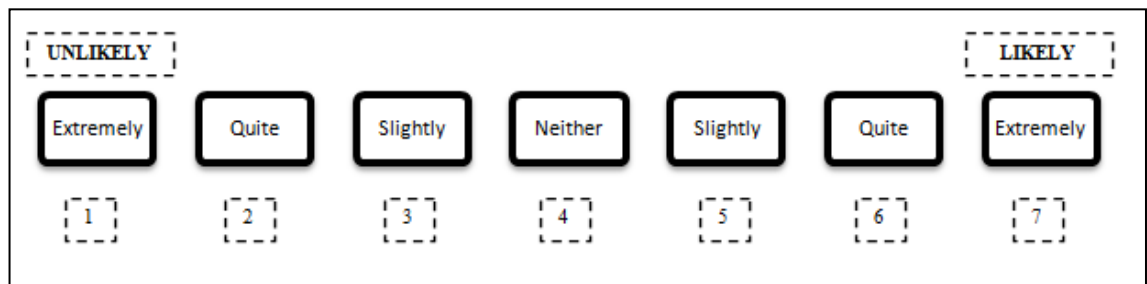 UNLIKELY LIKELY
Extremely Quite Slightly Neither Slightly Quite Extremely
1 2 3 4 5 6 7